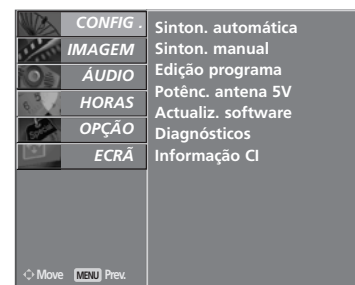 CONFIG .
IMAGEM
ÁUDIO
HORAS
OPÇÃO
ECRÃ
Sinton. automática
Sinton. manual
Edição programa
Potênc. antena 5V
Actualiz. software
Diagnósticos
Informação CI
Move MENU Prev.